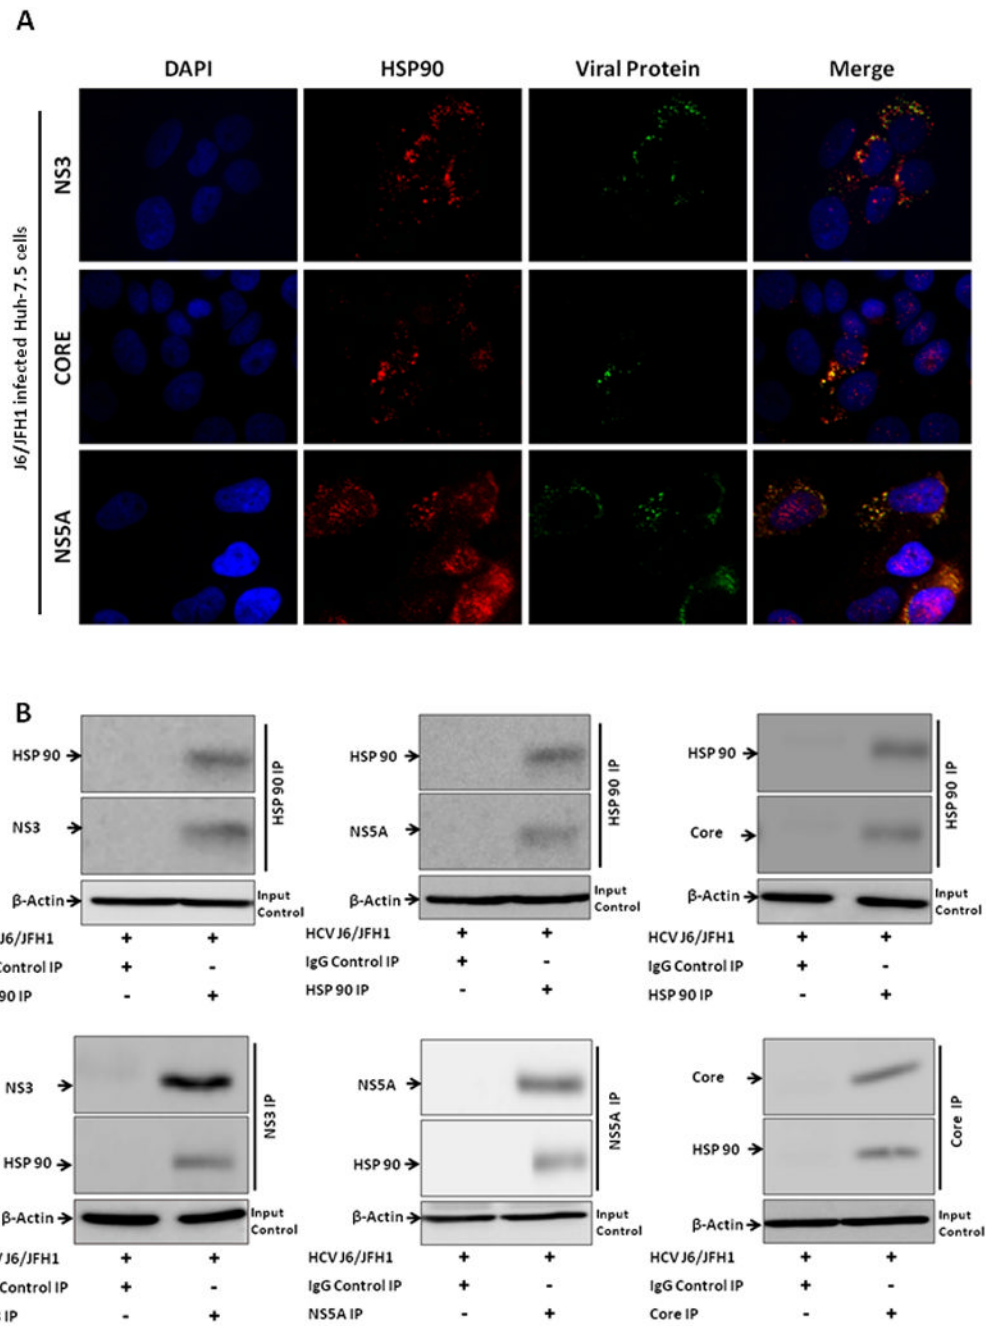 A
DAPI HSP90 Viral Protein Merge
J6/JFH1 infected Huh-7.5 cells
NS3
CORE
NS5A
B
HSP 90
NS3
β-Actin
HSP 90 IP
Input
Control
J6/JFH1 + +
Control IP + -
90 IP - +
HSP 90
NS5A
β-Actin
HSP 90 IP
Input
Control
HCV J6/JFH1 + +
IgG Control IP + -
HSP 90 IP - +
HSP 90
Core
β-Actin
HSP 90 IP
Input
Control
HCV J6/JFH1 + +
IgG Control IP + -
HSP 90 IP - +
NS3
HSP 90
β-Actin
NS3 IP
Input
Control
J6/JFH1 + +
Control IP + -
IP - +
NS5A
HSP 90
β-Actin
NS5A IP
Input
Control
HCV J6/JFH1 + +
IgG Control IP + -
NS5A IP - +
Core
HSP 90
β-Actin
Core IP
Input
Control
HCV J6/JFH1 + +
IgG Control IP + -
Core IP - +